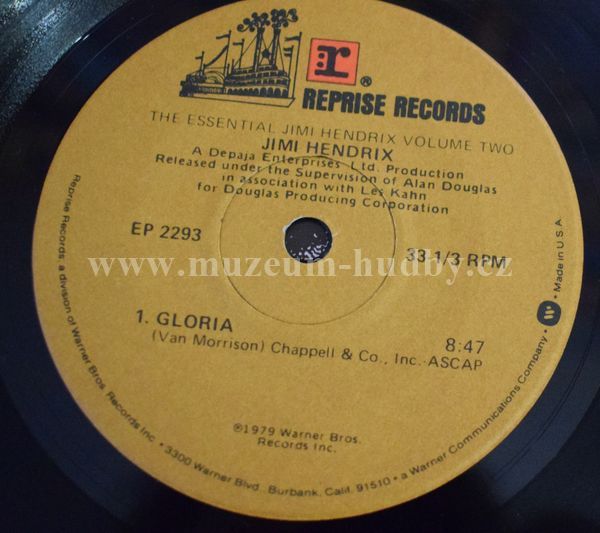 r ®
REPRISE RECORDS
THE ESSENTIAL JIMI HENDRIX VOLUME TWO
JIMI HENDRIX
A Depaja Enterprises Ltd. Production
Released under the Supervision of Alan Douglas
in association with Les Kahn
for Douglas Producing Corporation
EP 2293
33-1/3 RPM
www.muzeum-hudby.cz
1. GLORIA
8:47
(Van Morrison) Chappell & Co., Inc.-ASCAP
℗1979 Warner Bros.
Records Inc.
Reprise Records, a division of Warner Bros. Records Inc. • 3300 Warner Blvd. Burbank, Calif. 91510 • a Warner Communications Company • Made in U.S.A.